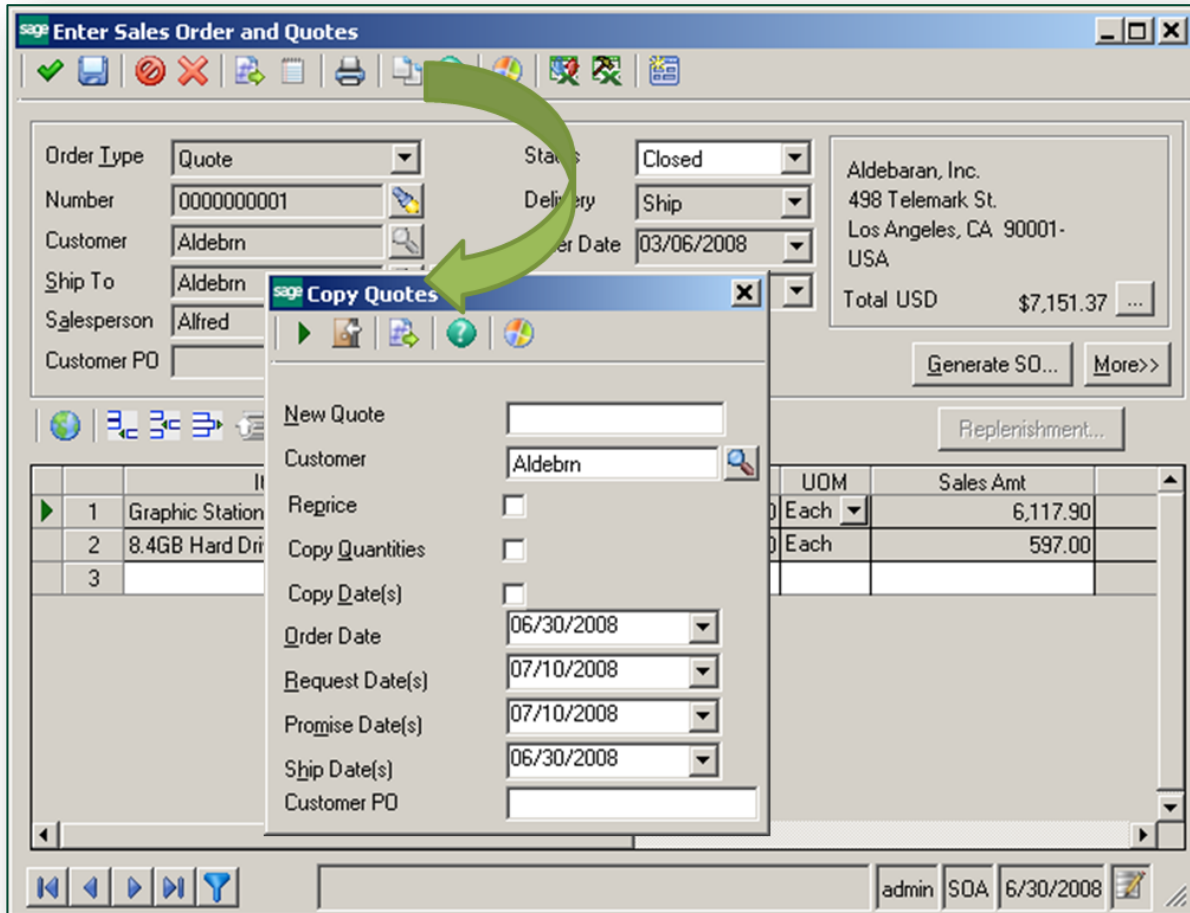 sage Enter Sales Order and Quotes
Order Type Quote
Number 0000000001
Customer Aldebrn
Ship To Aldebrn
Salesperson Alfred
Customer PO
Closed
Delivery Ship
Date 03/06/2008
Aldebaran, Inc.
498 Telemark St.
Los Angeles, CA 90001-
USA
Total USD $7,151.37 ...
Generate SO... More>>
Replenishment...
UOM Sales Amt
1 Graphic Station Each 6,117.90
2 8.4GB Hard Each 597.00
3
sage Copy Quotes
New Quote
Customer Aldebrn
Reprice
Copy Quantities
Copy Date(s)
Order Date 06/30/2008
Request Date(s) 07/10/2008
Promise Date(s) 07/10/2008
Ship Date(s) 06/30/2008
Customer PO
admin SOA 6/30/2008